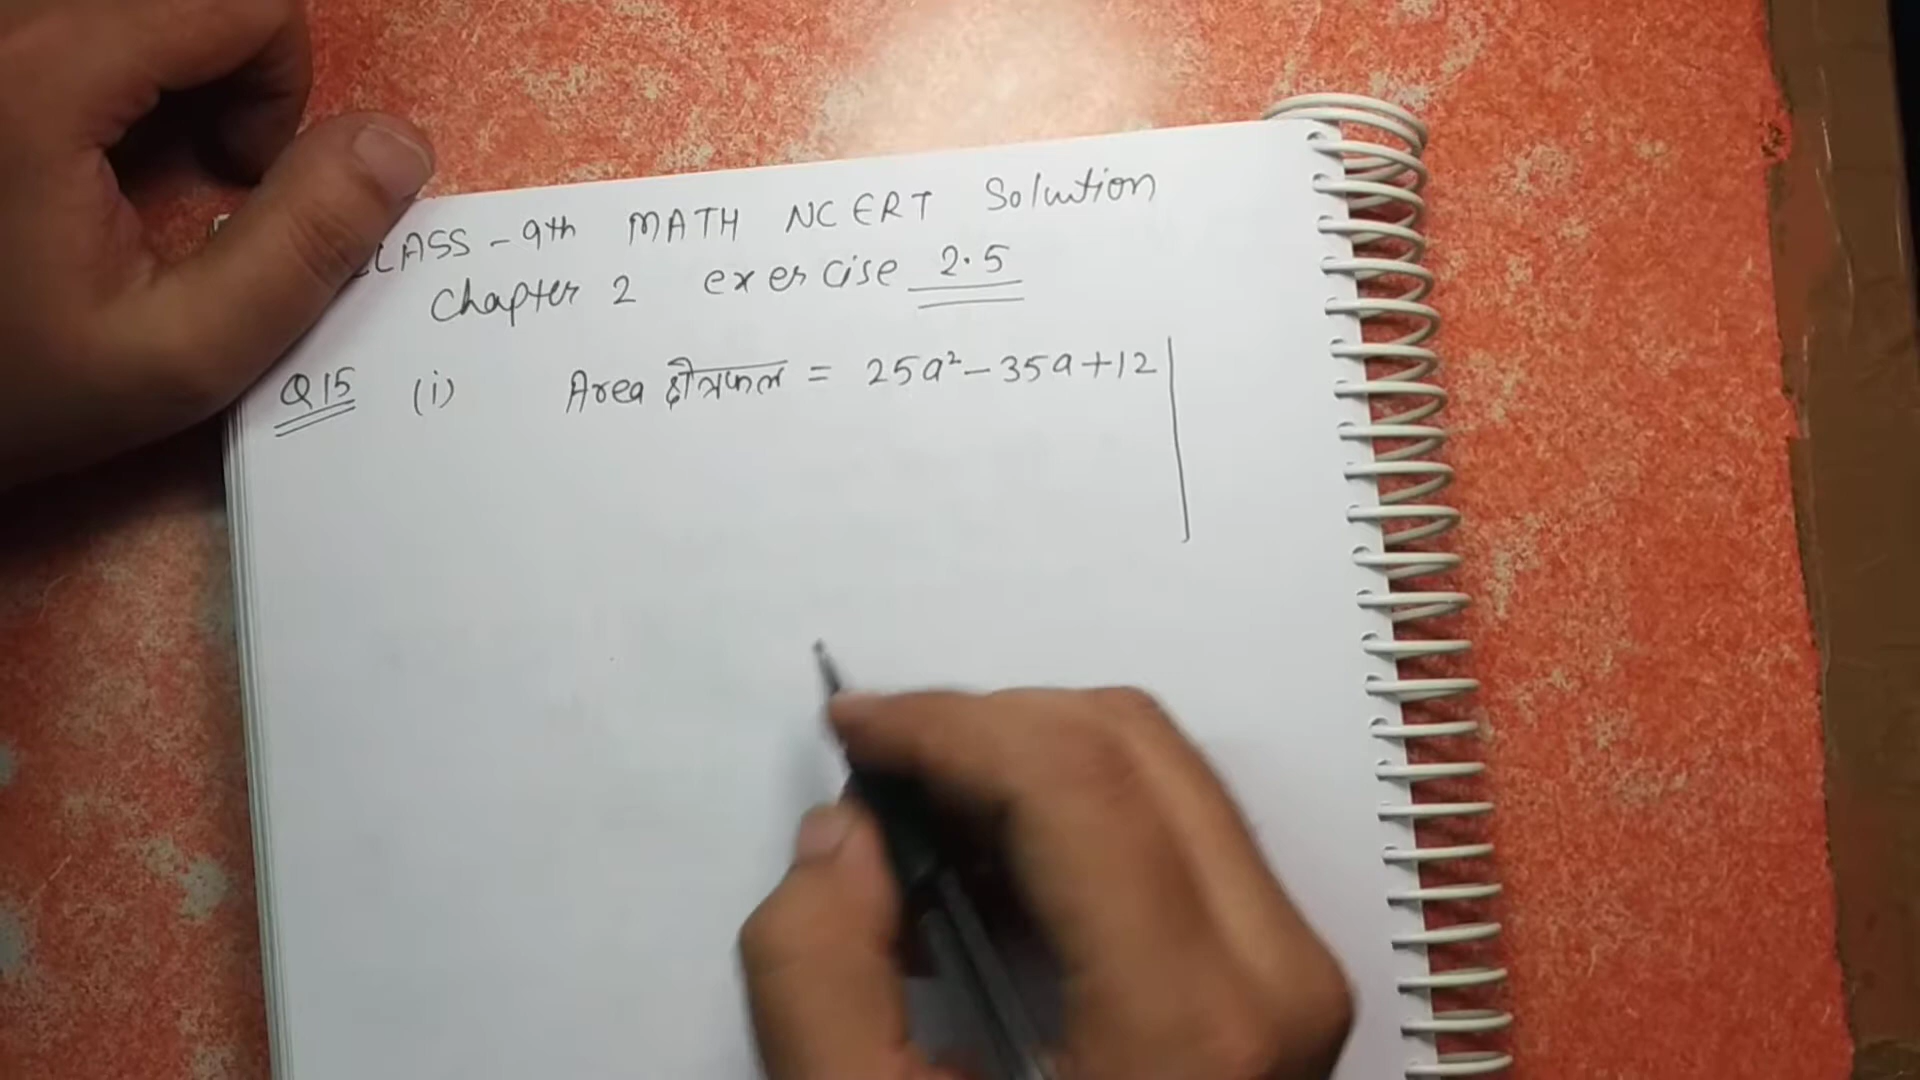 CLASS - 9th MATH NCERT Solution
Chapter 2 exercise 2.5
Q15 (i) Area क्षेत्रफल = 25a² - 35a + 12